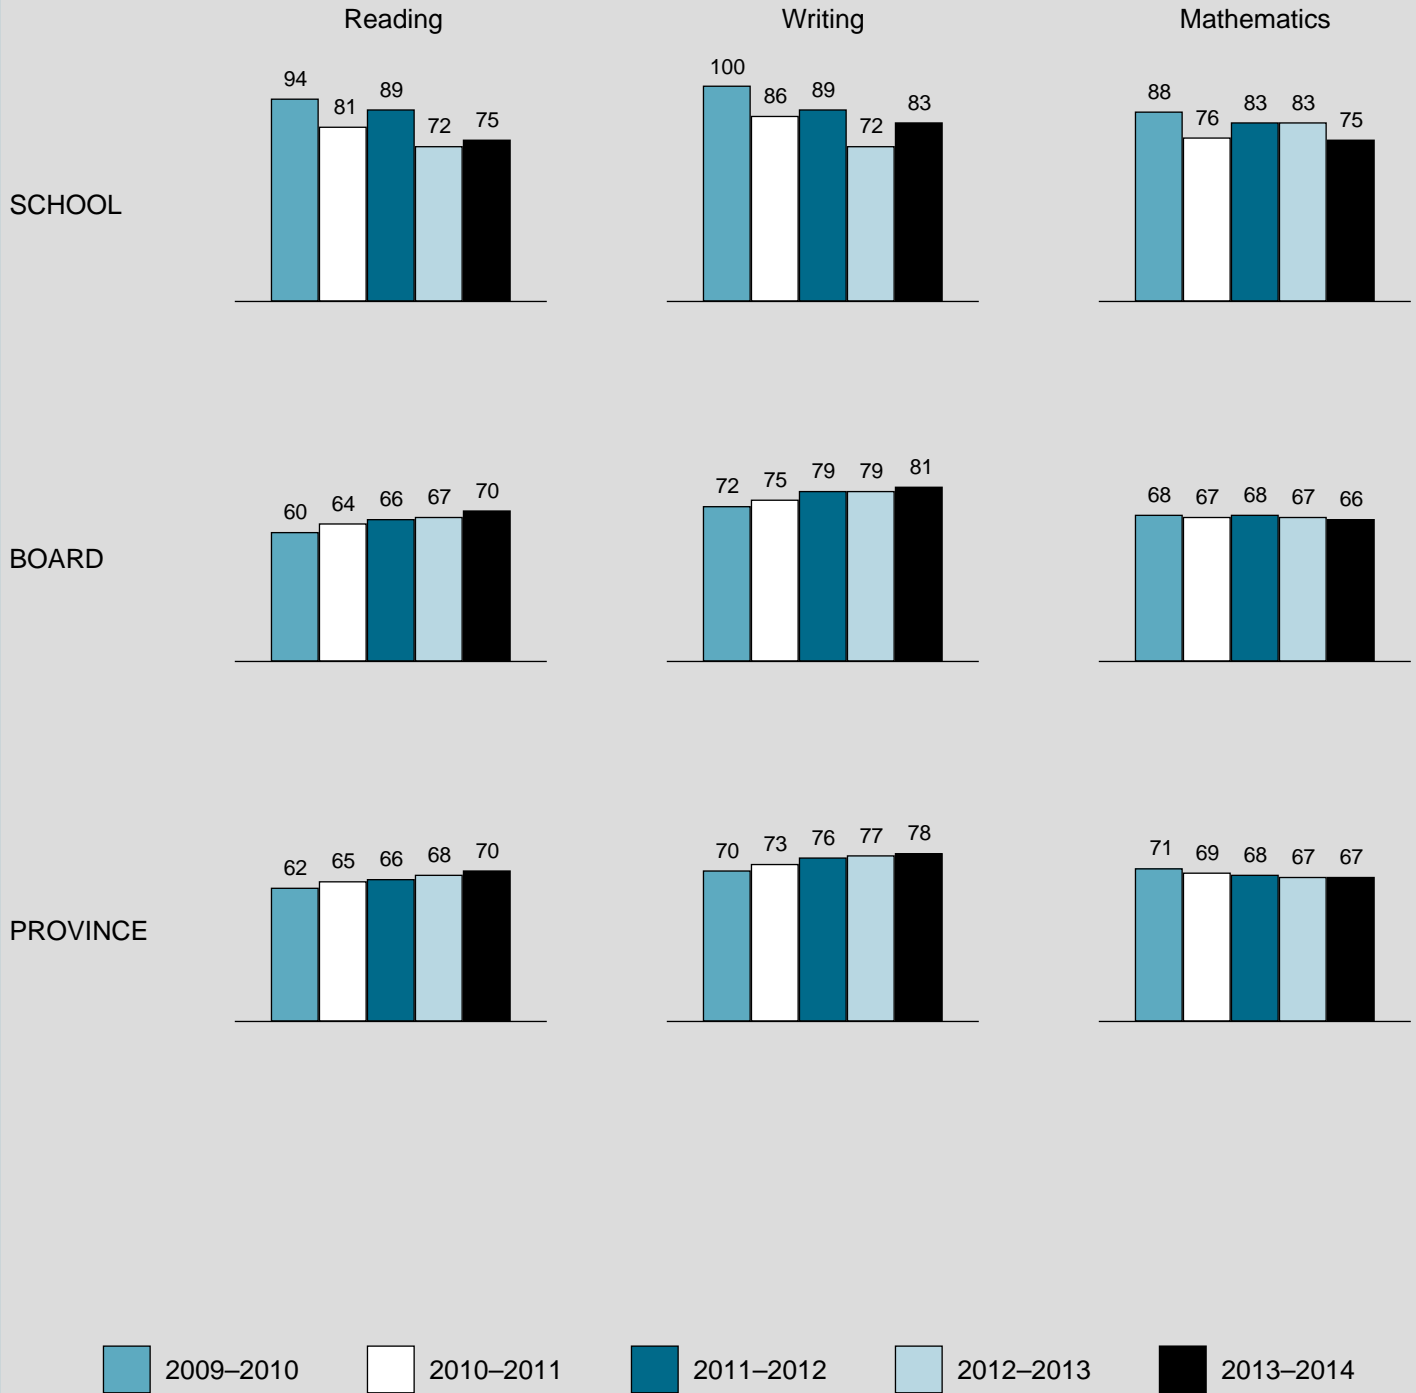 Reading Writing Mathematics
94 81 89 72 75
100 86 89 72 83
88 76 83 83 75
SCHOOL
60 64 66 67 70
72 75 79 79 81
68 67 68 67 66
BOARD
62 65 66 68 70
70 73 76 77 78
71 69 68 67 67
PROVINCE
2009–2010 2010–2011 2011–2012 2012–2013 2013–2014